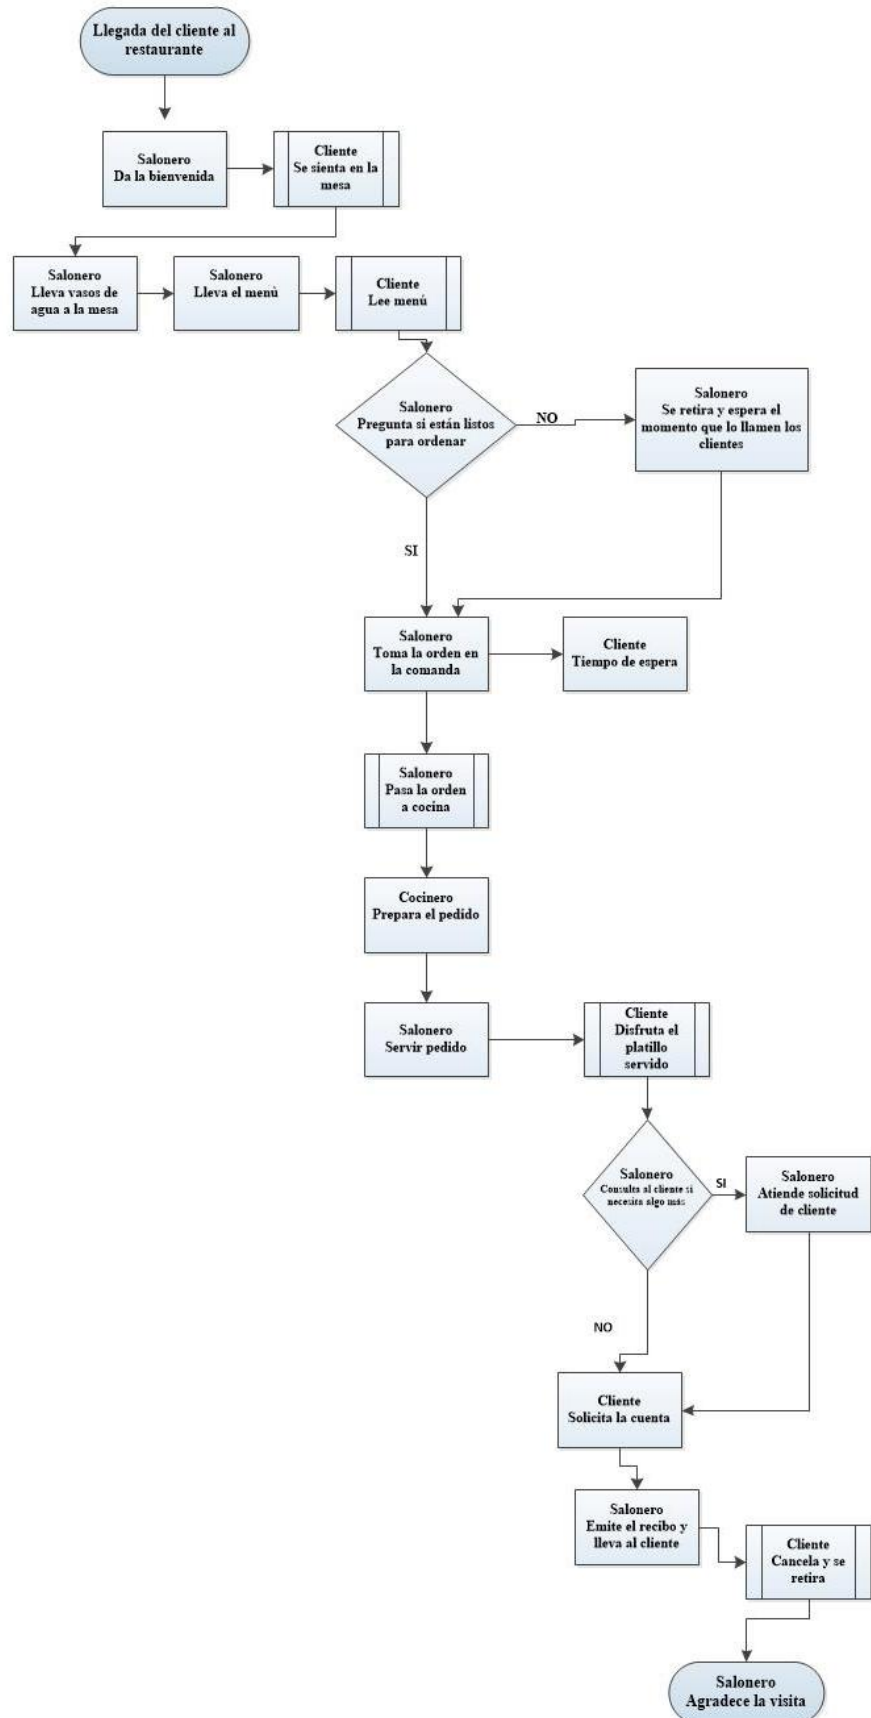 Llegada del cliente al
restaurante
Salonero
Da la bienvenida
Cliente
Se sienta en la
mesa
Salonero
Lleva vasos de
agua a la mesa
Salonero
Lleva el menù
Cliente
Lee menú
Salonero
Pregunta si están listos
para ordenar
NO
Salonero
Se retira y espera el
momento que lo llamen los
clientes
SI
Salonero
Toma la orden en
la comanda
Cliente
Tiempo de espera
Salonero
Pasa la orden
a cocina
Cocinero
Prepara el pedido
Salonero
Servir pedido
Cliente
Disfruta el
platillo
servido
Salonero
Consulta al cliente si
necesita algo más
SI
Salonero
Atiende solicitud
de cliente
NO
Cliente
Solicita la cuenta
Salonero
Emite el recibo y
lleva al cliente
Cliente
Cancela y se
retira
Salonero
Agradece la visita